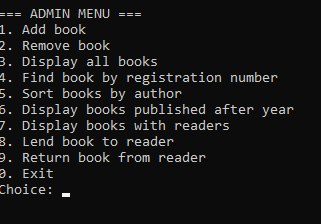 === ADMIN MENU ===
1. Add book
2. Remove book
3. Display all books
4. Find book by registration number
5. Sort books by author
6. Display books published after year
7. Display books with readers
8. Lend book to reader
9. Return book from reader
0. Exit
Choice: _